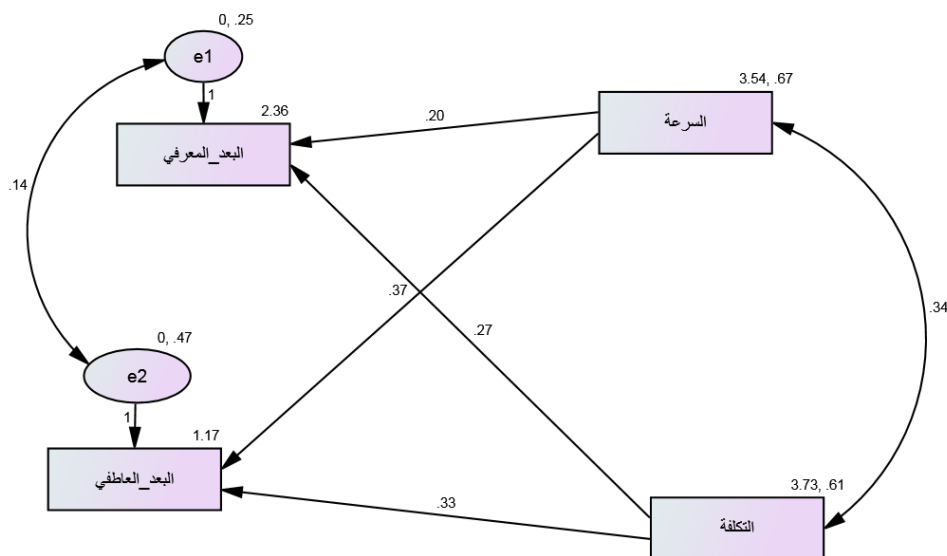 0, .25
e1
1
2.36
البعد_المعرفي
.20
3.54, .67
السرعة
.14
.37
.27
.34
0, .47
e2
1
1.17
البعد_العاطفي
.33
3.73, .61
التكلفة